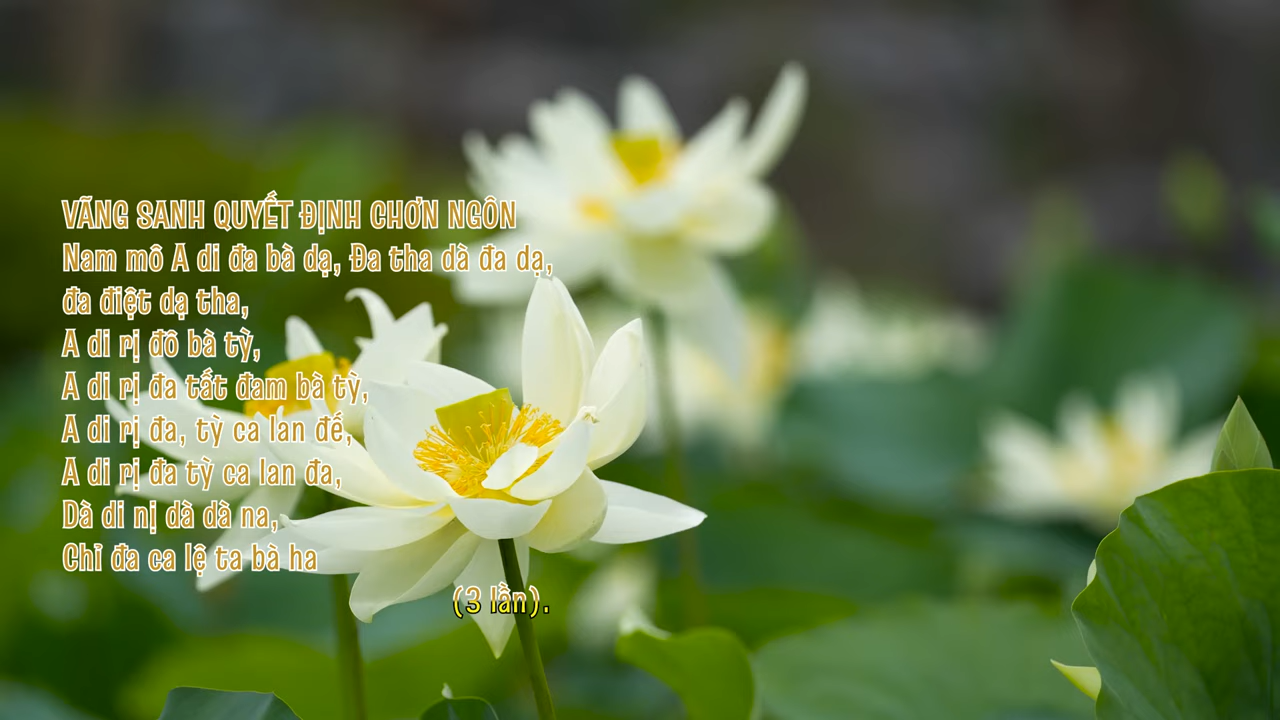 VÃNG SANH QUYẾT ĐỊNH CHƠN NGÔN
Nam mô A di đa bà dạ, Đa tha dà đa dạ,
đa điệt dạ tha,
A di rị đô bà tỳ,
A di rị đa tất đam bà tỳ,
A di rị đa, tỳ ca lan đế,
A di rị đa tỳ ca lan đa,
Dà di nị dà dà na,
Chỉ đa ca lệ ta bà ha
(3 lần).